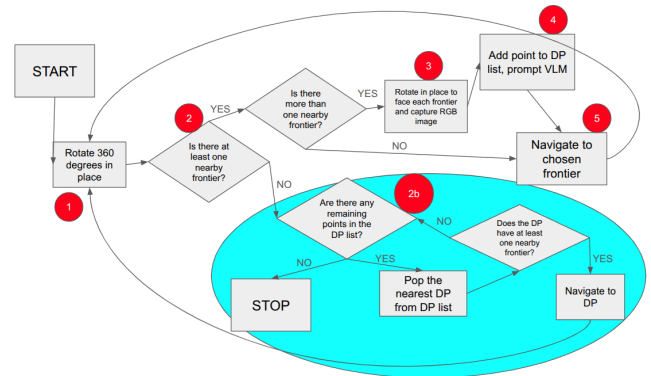 START
Rotate 360
degrees in
place
1
2
Is there at
least one
nearby
frontier?
YES
NO
Is there
more than
one nearby
frontier?
YES
NO
3
Rotate in place to
face each frontier
and capture RGB
image
4
Add point to DP
list, prompt VLM
5
Navigate to
chosen
frontier
2b
Are there any
remaining
points in the
DP list?
NO
YES
STOP
Pop the
nearest DP
from DP list
Does the DP
have at least
one nearby
frontier?
NO
YES
Navigate to
DP